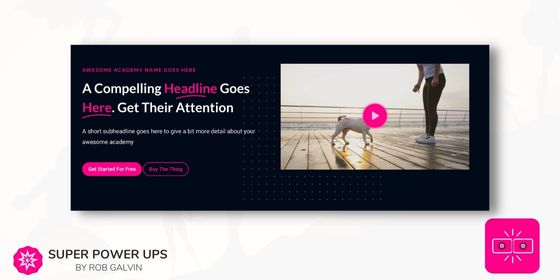 AWESOME ACADEMY NAME GOES HERE
A Compelling Headline Goes
Here. Get Their Attention
A short subheadline goes here to give a bit more detail about your
awesome academy
Get Started For Free
Buy The Thing
SUPER POWER UPS
BY ROB GALVIN